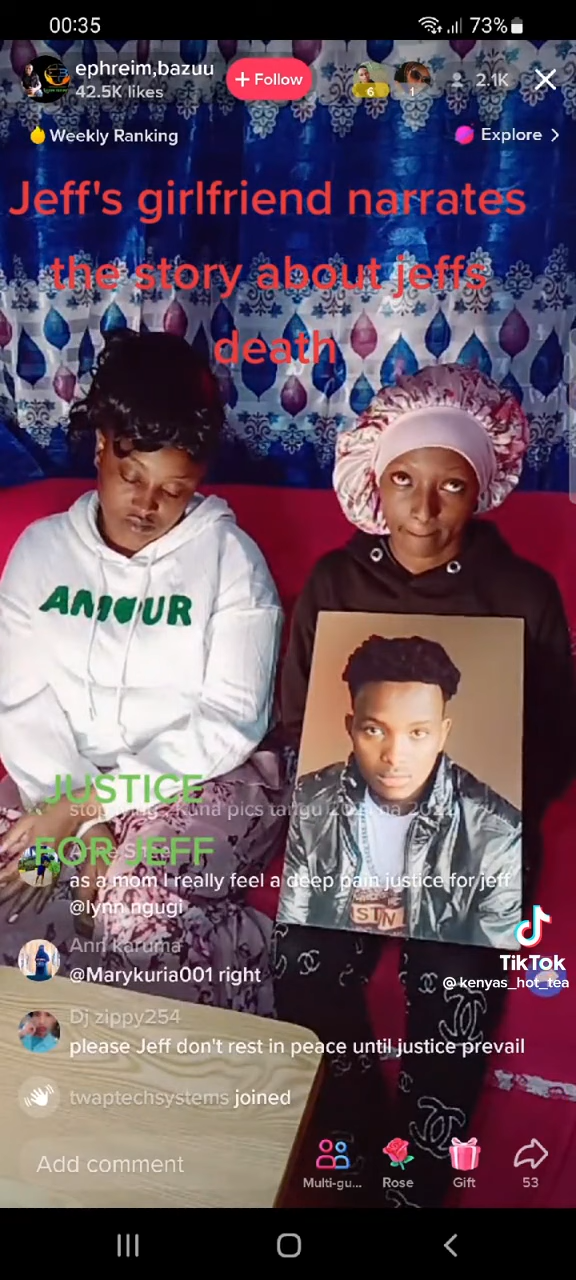 00:35
73%
ephreim,bazuu
42.5K likes
+ Follow
6
1
2.1K
Weekly Ranking
Explore >
Jeff's girlfriend narrates
the story about jeffs
death
AMOUR
JUSTICE
FOR JEFF
kuna pics tangu
as a mom I really feel a deep pain justice for jeff
@lynn ngugi
STN
TikTok
@kenyas_hot_tea
Ann karuma
@Marykuria001 right
Dj zippy254
please Jeff don't rest in peace until justice prevail
twaptechsystems joined
Add comment
Multi-gu...
Rose
Gift
53